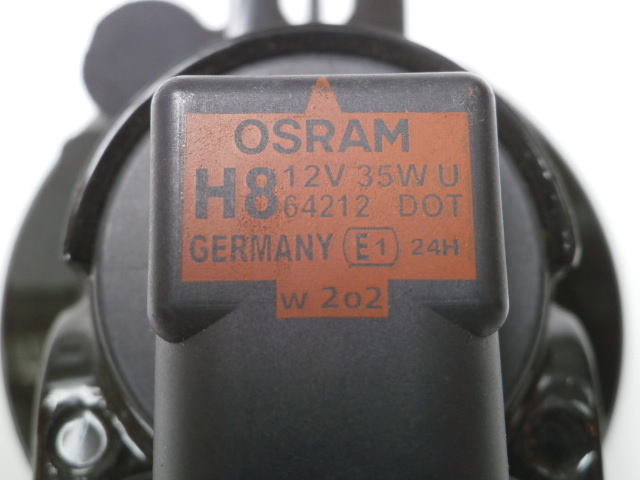 OSRAM
H8 12V 35W U
64212 DOT
GERMANY E1 24H
w 2o2